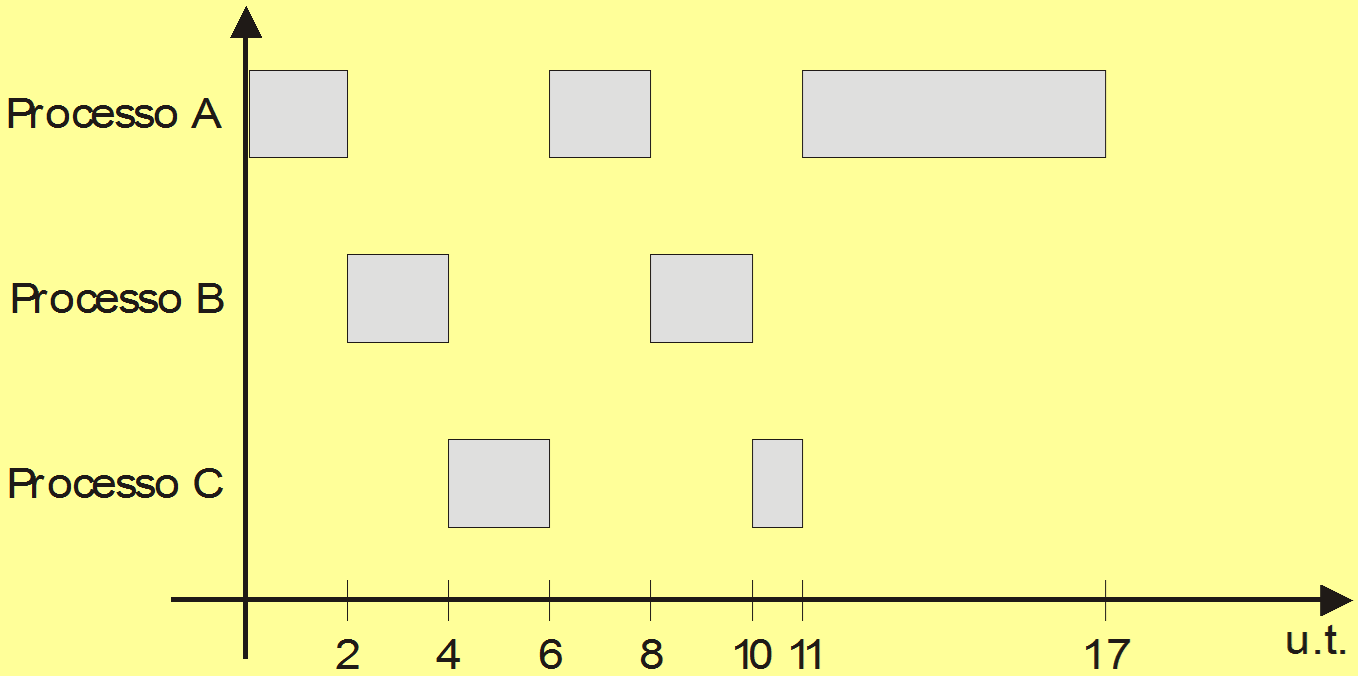 Processo A
Processo B
Processo C
2 4 6 8 10 11 17
u.t.